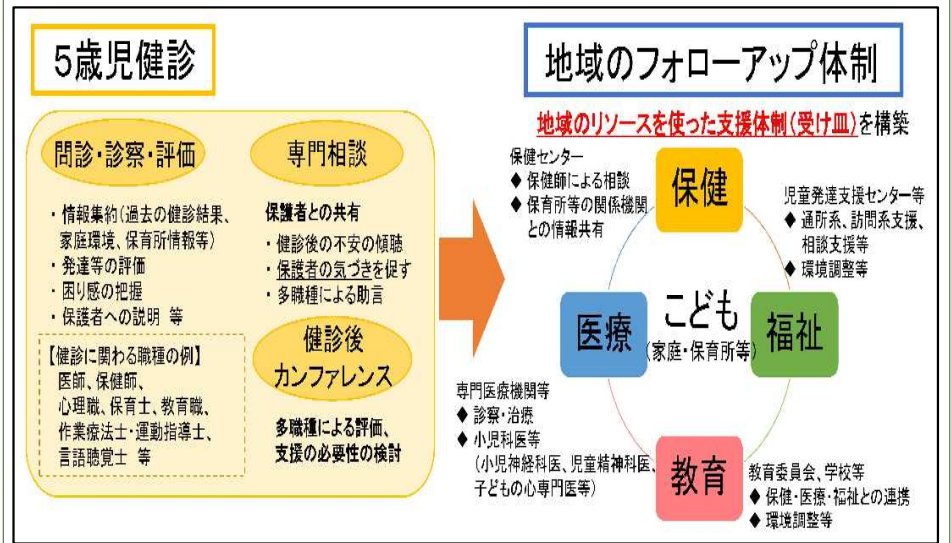 5歳児健診
問診・診察・評価
・情報集約(過去の健診結果、
家庭環境、保育所情報等)
・発達等の評価
・困り感の把握
・保護者への説明 等
【健診に関わる職種の例】
医師、保健師、
心理職、保育士、教育職、
作業療法士・運動指導士、
言語聴覚士 等
専門相談
保護者との共有
・健診後の不安の傾聴
・保護者の気づきを促す
・多職種による助言
健診後
カンファレンス
多職種による評価、
支援の必要性の検討
地域のフォローアップ体制
地域のリソースを使った支援体制(受け皿)を構築
保健センター
◆ 保健師による相談
◆ 保育所等の関係機関
との情報共有
保健
児童発達支援センター等
◆ 通所系、訪問系支援、
相談支援等
◆ 環境調整等
医療
こども
(家庭・保育所等)
福祉
専門医療機関等
◆ 診察・治療
◆ 小児科医等
(小児神経科医、児童精神科医、
子どもの心専門医等)
教育
教育委員会、学校等
◆ 保健・医療・福祉との連携
◆ 環境調整等